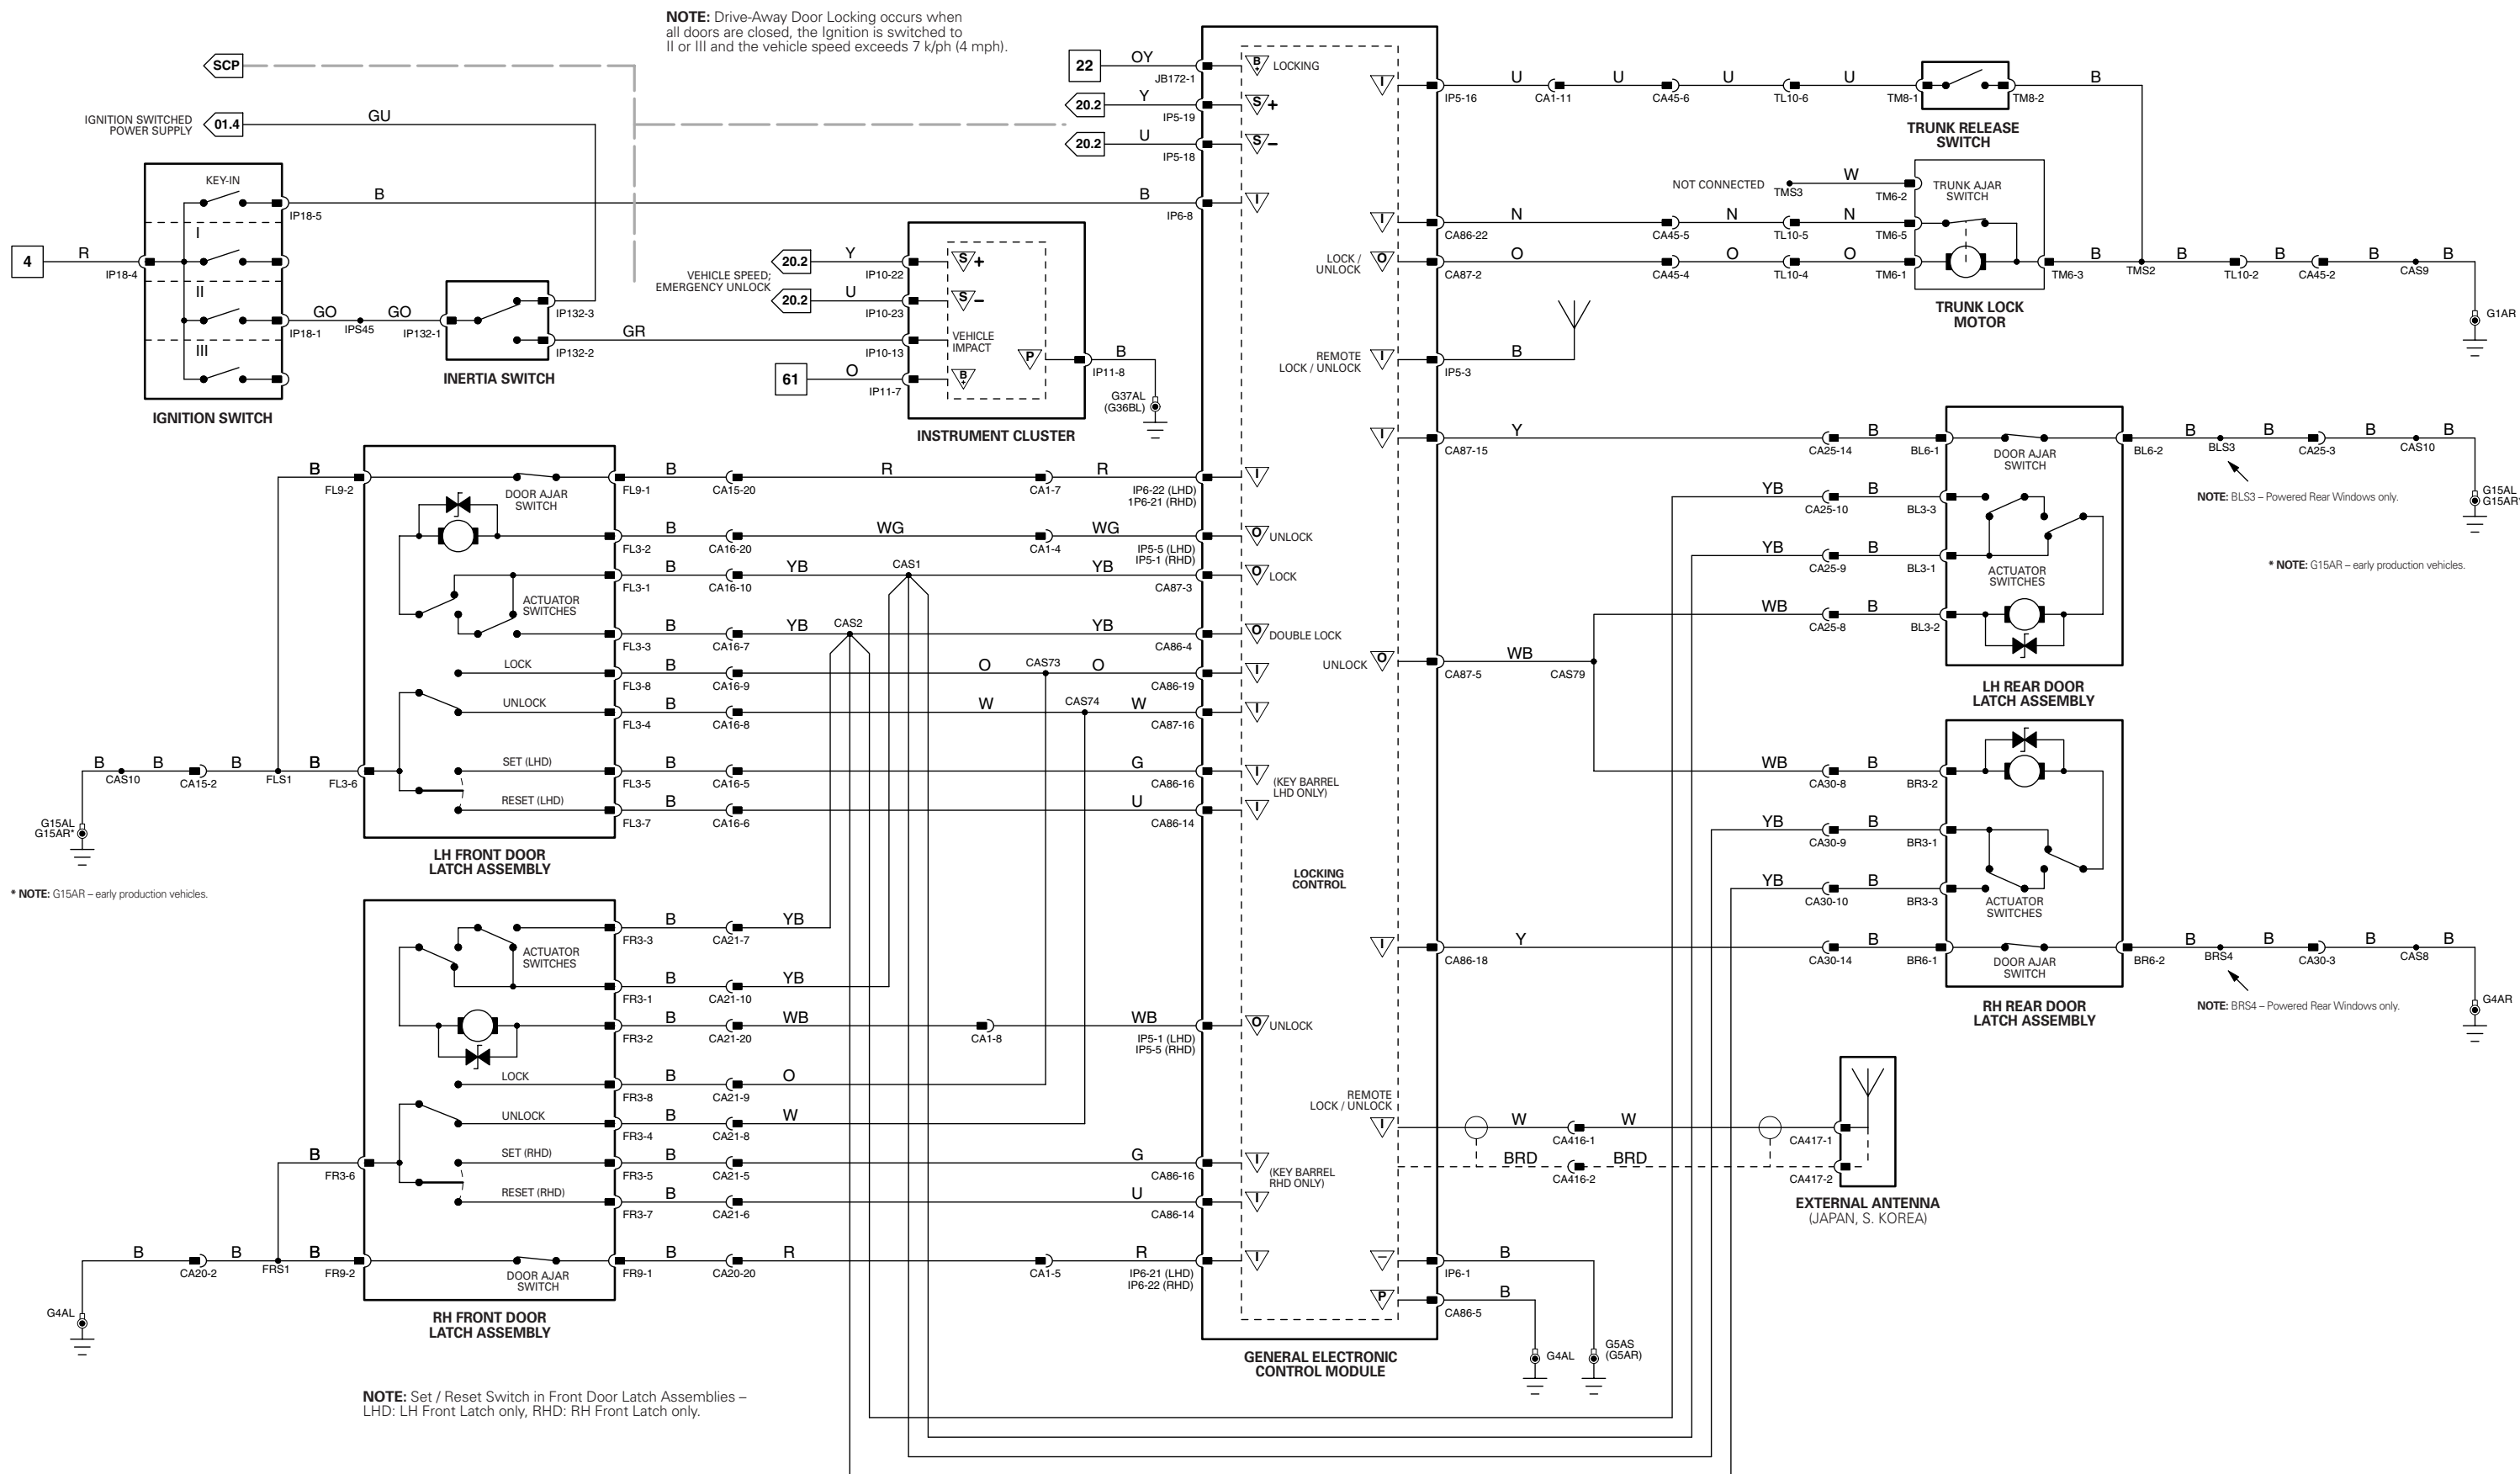 NOTE: Drive-Away Door Locking occurs when
all doors are closed, the Ignition is switched to
II or III and the vehicle speed exceeds 7 k/ph (4 mph).
SCP
IGNITION SWITCHED
POWER SUPPLY
01.4
GU
KEY-IN
I
II
III
4
R
IP18-4
IP18-5
B
B
IP6-8
IP18-1
GO
IPS45
GO
IP132-1
IP132-3
IP132-2
GR
INERTIA SWITCH
IGNITION SWITCH
22
OY
JB172-1
B+
LOCKING
20.2
Y
IP5-19
S+
20.2
U
IP5-18
S–
I
VEHICLE SPEED;
EMERGENCY UNLOCK
20.2
Y
IP10-22
S+
20.2
U
IP10-23
S–
IP10-13
VEHICLE
IMPACT
61
O
IP11-7
B+
P
IP11-8
B
G37AL
(G36BL)
INSTRUMENT CLUSTER
B
FL9-2
DOOR AJAR
SWITCH
FL9-1
B
CA15-20
R
CA1-7
R
IP6-22 (LHD)
1P6-21 (RHD)
I
FL3-2
B
CA16-20
WG
CA1-4
WG
IP5-5 (LHD)
IP5-1 (RHD)
O
UNLOCK
ACTUATOR
SWITCHES
FL3-1
B
CA16-10
YB
CAS1
YB
CA87-3
O
LOCK
FL3-3
B
CA16-7
YB
CAS2
YB
CA86-4
O
DOUBLE LOCK
LOCK
FL3-8
B
CA16-9
O
CAS73
O
CA86-19
I
UNLOCK
FL3-4
B
CA16-8
W
CAS74
W
CA87-16
I
B
CAS10
CA15-2
B
FLS1
B
FL3-6
SET (LHD)
FL3-5
B
CA16-5
G
CA86-16
I
(KEY BARREL
LHD ONLY)
RESET (LHD)
FL3-7
B
CA16-6
U
CA86-14
I
G15AL
G15AR*
LH FRONT DOOR
LATCH ASSEMBLY
* NOTE: G15AR – early production vehicles.
ACTUATOR
SWITCHES
FR3-3
B
CA21-7
YB
FR3-1
B
CA21-10
YB
FR3-2
B
CA21-20
WB
CA1-8
WB
IP5-1 (LHD)
IP5-5 (RHD)
O
UNLOCK
LOCK
FR3-8
B
CA21-9
O
UNLOCK
FR3-4
B
CA21-8
W
B
FR3-6
SET (RHD)
FR3-5
B
CA21-5
G
CA86-16
I
(KEY BARREL
RHD ONLY)
RESET (RHD)
FR3-7
B
CA21-6
U
CA86-14
I
B
CA20-2
B
FRS1
B
FR9-2
DOOR AJAR
SWITCH
FR9-1
B
CA20-20
R
CA1-5
R
IP6-21 (LHD)
IP6-22 (RHD)
I
G4AL
RH FRONT DOOR
LATCH ASSEMBLY
NOTE: Set / Reset Switch in Front Door Latch Assemblies –
LHD: LH Front Latch only, RHD: RH Front Latch only.
LOCKING
CONTROL
GENERAL ELECTRONIC
CONTROL MODULE
I
IP5-16
U
CA1-11
U
CA45-6
U
TL10-6
U
TM8-1
TM8-2
B
TRUNK RELEASE
SWITCH
NOT CONNECTED
TMS3
W
TM6-2
TRUNK AJAR
SWITCH
I
CA86-22
N
CA45-5
N
TL10-5
N
TM6-5
LOCK /
UNLOCK
O
CA87-2
O
CA45-4
O
TL10-4
O
TM6-1
TM6-3
B
TMS2
B
TL10-2
B
CA45-2
B
CAS9
B
G1AR
TRUNK LOCK
MOTOR
REMOTE
LOCK / UNLOCK
I
IP5-3
B
I
CA87-15
Y
CA25-14
B
BL6-1
DOOR AJAR
SWITCH
BL6-2
B
BLS3
B
CA25-3
B
CAS10
B
NOTE: BLS3 – Powered Rear Windows only.
G15AL
G15AR*
YB
CA25-10
B
BL3-3
YB
CA25-9
B
BL3-1
ACTUATOR
SWITCHES
* NOTE: G15AR – early production vehicles.
WB
CA25-8
B
BL3-2
UNLOCK
O
CA87-5
WB
CAS79
LH REAR DOOR
LATCH ASSEMBLY
WB
CA30-8
B
BR3-2
YB
CA30-9
B
BR3-1
YB
CA30-10
B
BR3-3
ACTUATOR
SWITCHES
I
CA86-18
Y
CA30-14
B
BR6-1
DOOR AJAR
SWITCH
BR6-2
B
BRS4
B
CA30-3
B
CAS8
B
NOTE: BRS4 – Powered Rear Windows only.
G4AR
RH REAR DOOR
LATCH ASSEMBLY
REMOTE
LOCK / UNLOCK
I
W
CA416-1
W
CA417-1
BRD
CA416-2
BRD
CA417-2
EXTERNAL ANTENNA
(JAPAN, S. KOREA)
–
IP6-1
B
P
CA86-5
B
G4AL
G5AS
(G5AR)